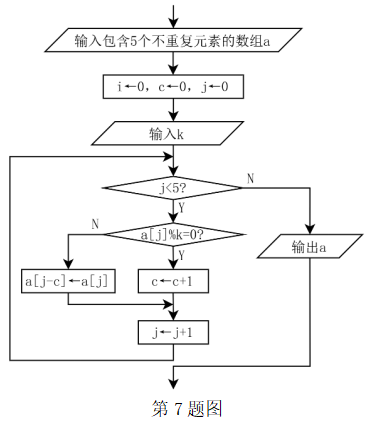 输入包含5个不重复元素的数组a
i←0, c←0, j←0
输入k
j<5?
N
Y
a[j]%k=0?
N
Y
输出a
a[j-c]←a[j]
c←c+1
j←j+1
第 7 题图